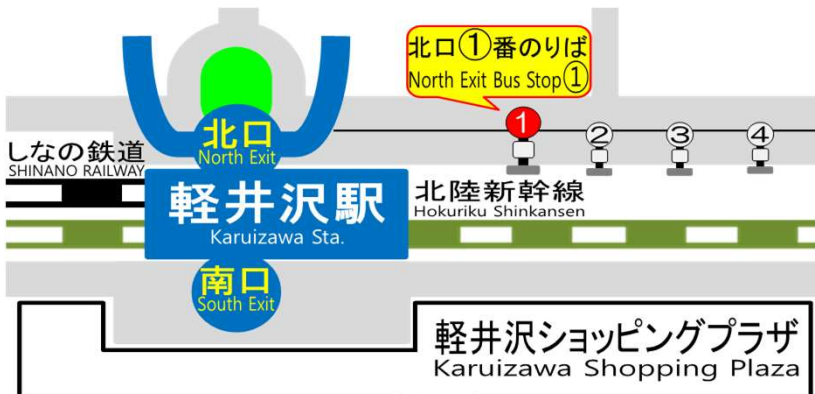 北口①番のりば
North Exit Bus Stop①
1
2
3
4
北口
North Exit
しなの鉄道
SHINANO RAILWAY
軽井沢駅
Karuizawa Sta.
北陸新幹線
Hokuriku Shinkansen
南口
South Exit
軽井沢ショッピングプラザ
Karuizawa Shopping Plaza